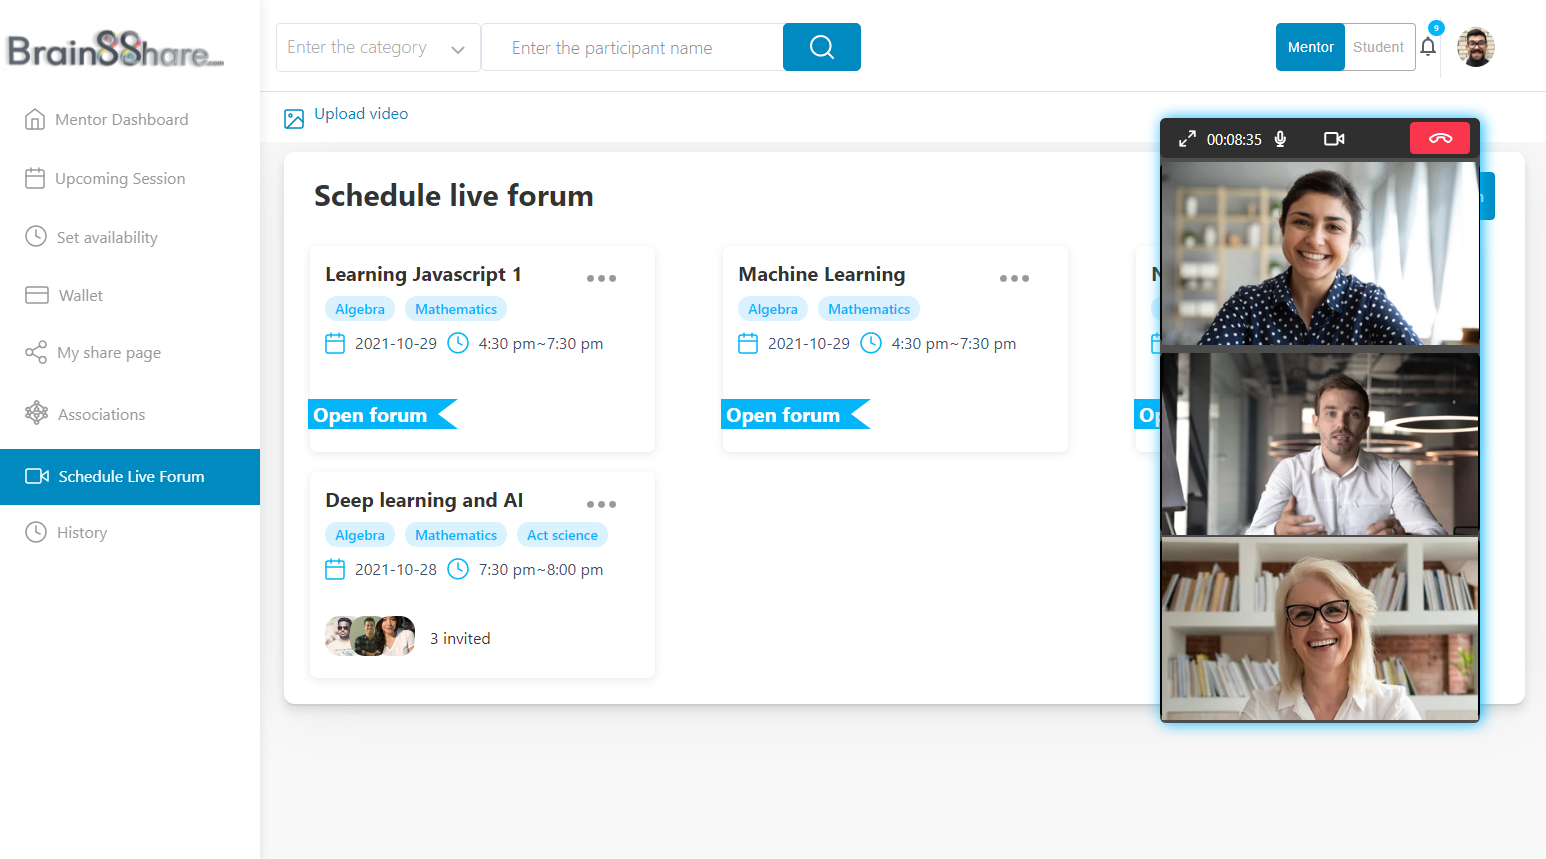 Brain88hare.com
Enter the category
Enter the participant name
Mentor
Student
9
Mentor Dashboard
Upcoming Session
Set availability
Wallet
My share page
Associations
Schedule Live Forum
History
Upload video
00:08:35
Schedule live forum
Learning Javascript 1
Algebra Mathematics
2021-10-29 4:30 pm~7:30 pm
Open forum
Machine Learning
Algebra Mathematics
2021-10-29 4:30 pm~7:30 pm
Open forum
Deep learning and AI
Algebra Mathematics Act science
2021-10-28 7:30 pm~8:00 pm
3 invited